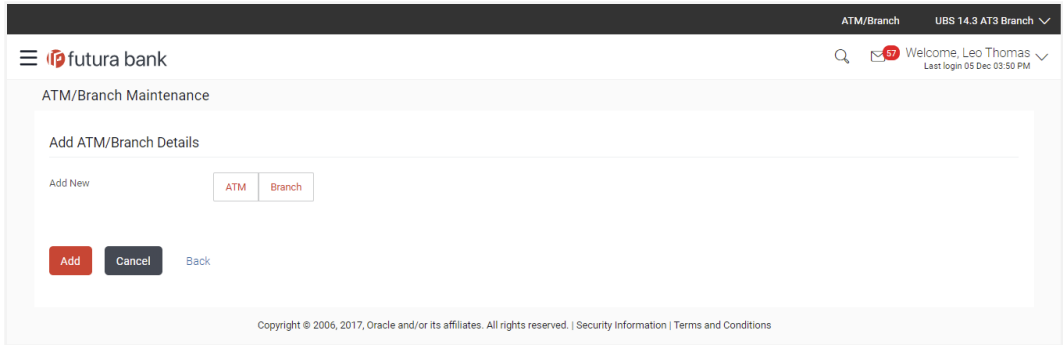 ATM/Branch UBS 14.3 AT3 Branch
futura bank 57 Welcome, Leo Thomas
Last login 05 Dec 03:50 PM
ATM/Branch Maintenance
Add ATM/Branch Details
Add New ATM Branch
Add Cancel Back
Copyright © 2006, 2017, Oracle and/or its affiliates. All rights reserved. | Security Information | Terms and Conditions